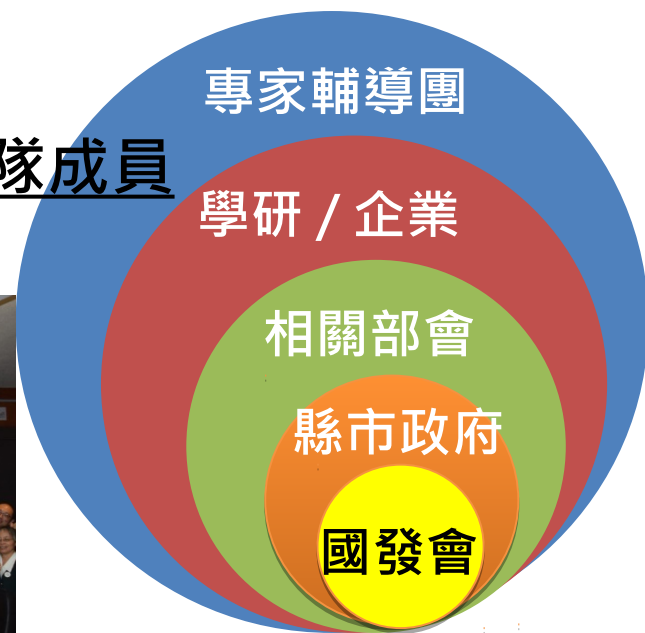 專家輔導團
隊成員
學研 / 企業
相關部會
縣市政府
國發會